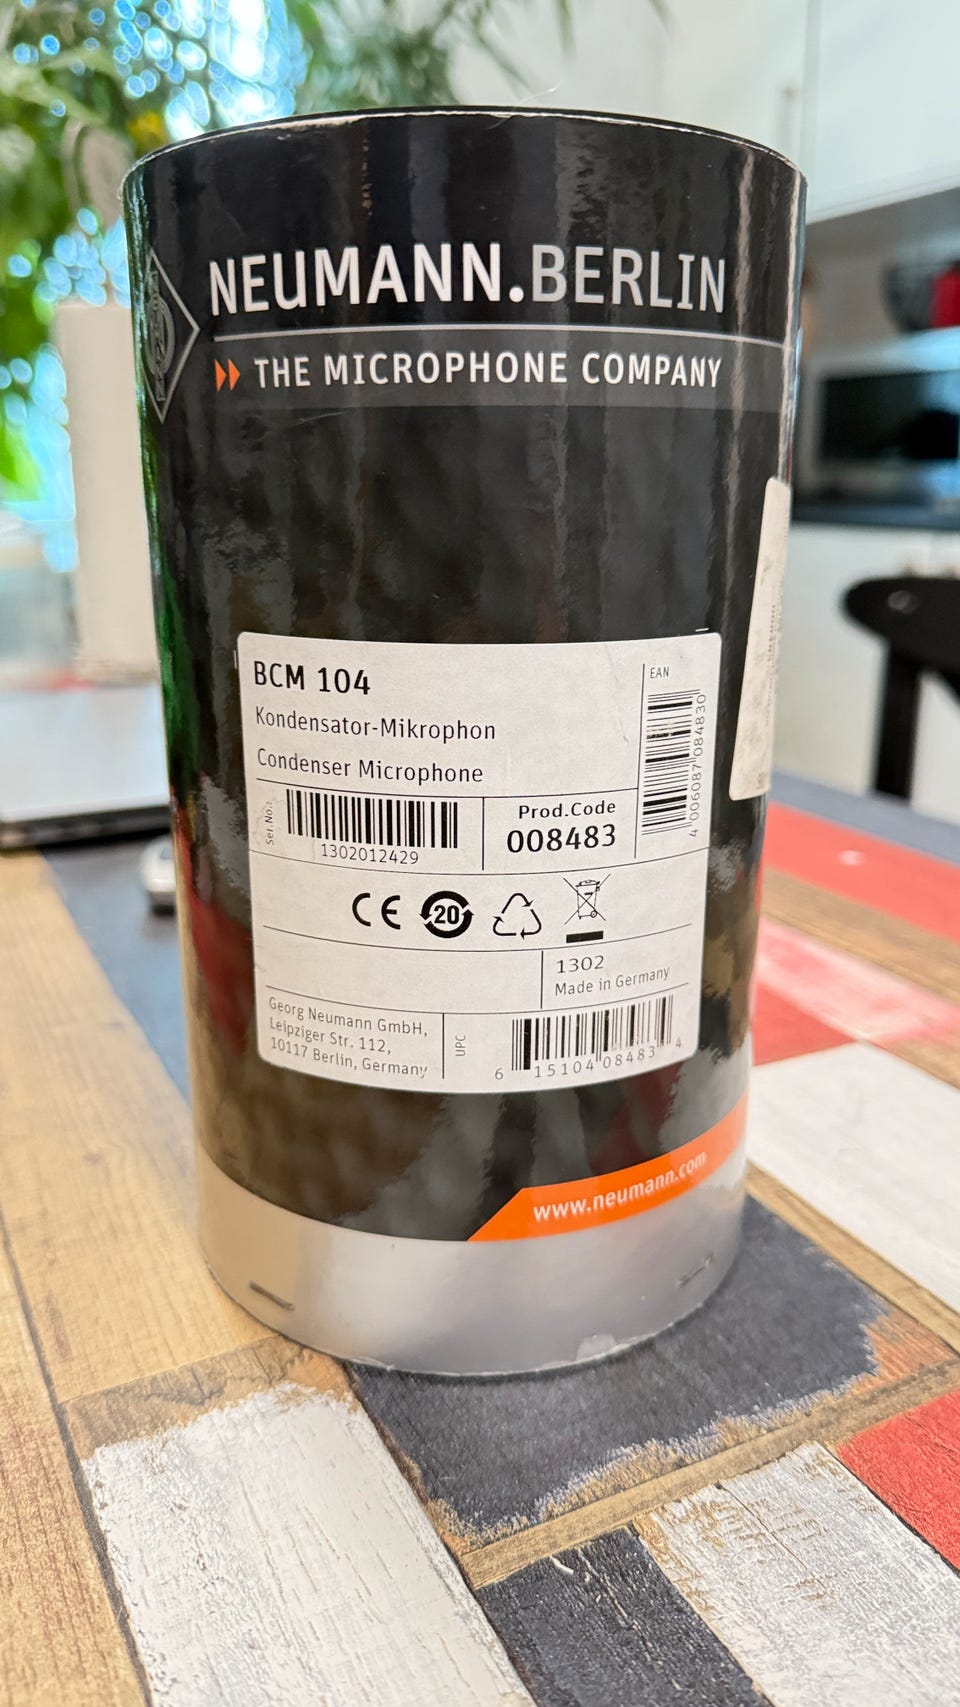 NEUMANN.BERLIN
THE MICROPHONE COMPANY
BCM 104
Kondensator-Mikrophon
Condenser Microphone
EAN
4 006087 084830
Ser.No.:
1302012429
Prod.Code
008483
CE
20
1302
Made in Germany
Georg Neumann GmbH,
Leipziger Str. 112,
10117 Berlin, Germany
UPC
6 15104 08483 4
www.neumann.com